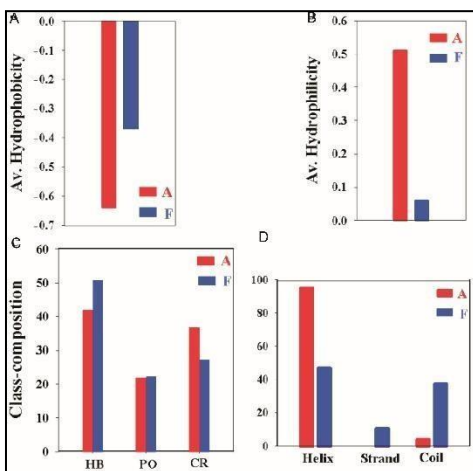 A
0.0
-0.1
-0.2
-0.3
-0.4
-0.5
-0.6
-0.7
Av. Hydrophobicity
A
F
B
0.6
0.5
0.4
0.3
0.2
0.1
0.0
Av. Hydrophilicity
A
F
C
60
50
40
30
20
10
0
Class-composition
A
F
HB PO CR
D
100
80
60
40
20
0
A
F
Helix Strand Coil